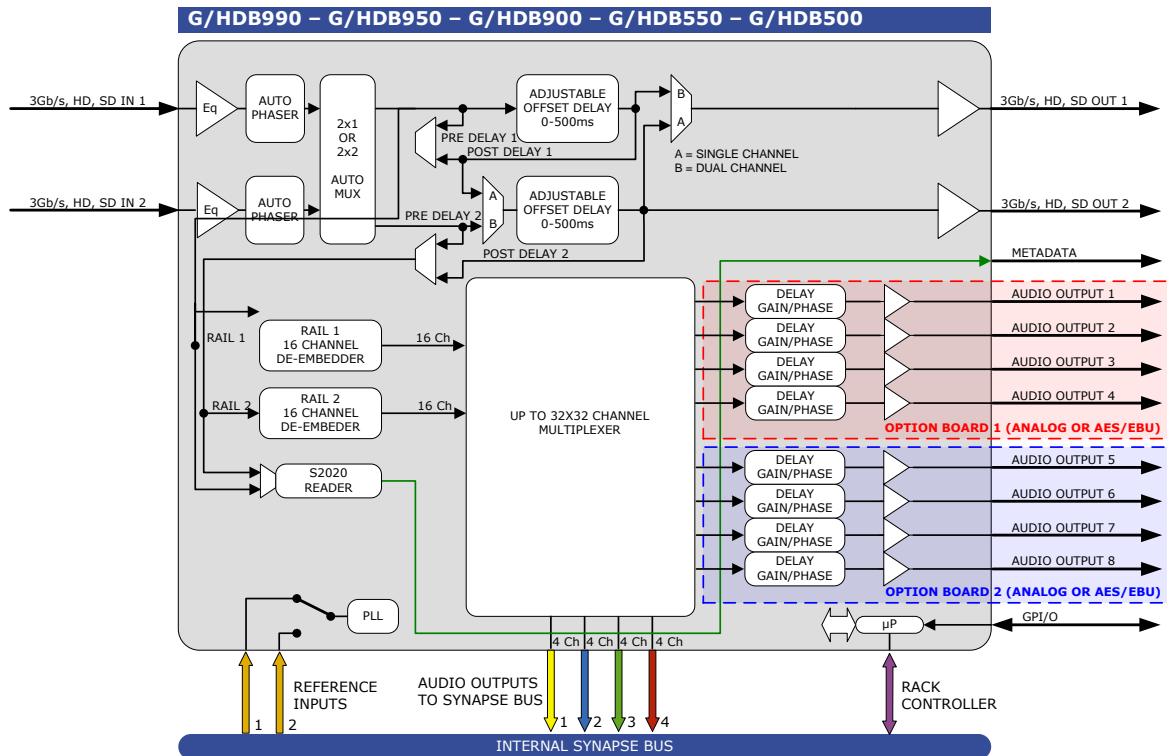 G/HDB990 – G/HDB950 – G/HDB900 – G/HDB550 – G/HDB500
3Gb/s, HD, SD IN 1
Eq
AUTO
PHASER
2x1
OR
2x2
AUTO
MUX
PRE DELAY 1
POST DELAY 1
ADJUSTABLE
OFFSET DELAY
0-500ms
B
A
A = SINGLE CHANNEL
B = DUAL CHANNEL
3Gb/s, HD, SD OUT 1
3Gb/s, HD, SD IN 2
Eq
AUTO
PHASER
PRE DELAY 2
POST DELAY 2
A
B
ADJUSTABLE
OFFSET DELAY
0-500ms
3Gb/s, HD, SD OUT 2
METADATA
RAIL 1
RAIL 1
16 CHANNEL
DE-EMBEDDER
16 Ch
RAIL 2
RAIL 2
16 CHANNEL
DE-EMBEDER
16 Ch
S2020
READER
UP TO 32X32 CHANNEL
MULTIPLEXER
DELAY
GAIN/PHASE
AUDIO OUTPUT 1
DELAY
GAIN/PHASE
AUDIO OUTPUT 2
DELAY
GAIN/PHASE
AUDIO OUTPUT 3
DELAY
GAIN/PHASE
AUDIO OUTPUT 4
OPTION BOARD 1 (ANALOG OR AES/EBU)
DELAY
GAIN/PHASE
AUDIO OUTPUT 5
DELAY
GAIN/PHASE
AUDIO OUTPUT 6
DELAY
GAIN/PHASE
AUDIO OUTPUT 7
DELAY
GAIN/PHASE
AUDIO OUTPUT 8
OPTION BOARD 2 (ANALOG OR AES/EBU)
PLL
µP
GPI/O
4 Ch
4 Ch
4 Ch
4 Ch
REFERENCE
INPUTS
1
2
AUDIO OUTPUTS
TO SYNAPSE BUS
1
2
3
4
RACK
CONTROLLER
INTERNAL SYNAPSE BUS